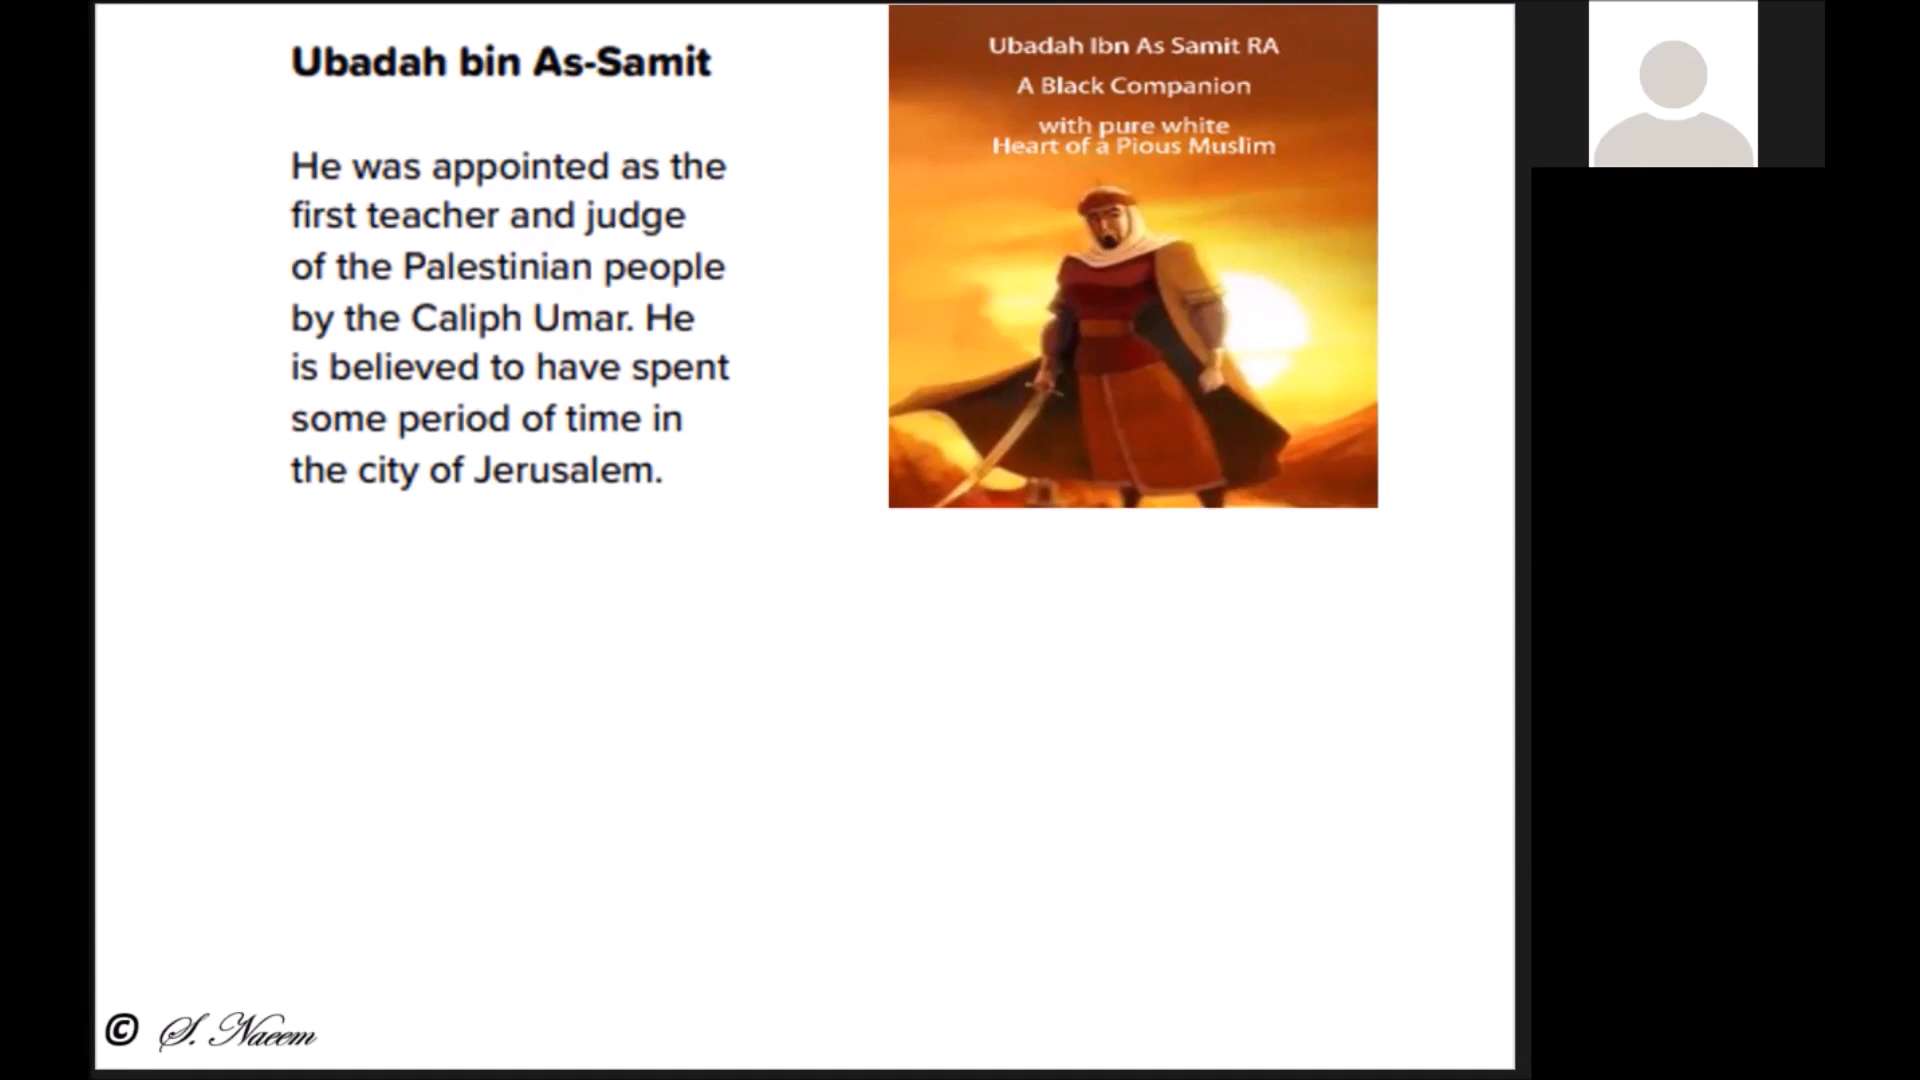 Ubadah bin As-Samit
He was appointed as the
first teacher and judge
of the Palestinian people
by the Caliph Umar. He
is believed to have spent
some period of time in
the city of Jerusalem.
Ubadah Ibn As Samit RA
A Black Companion
with pure white
Heart of a Pious Muslim
© S. Naeem